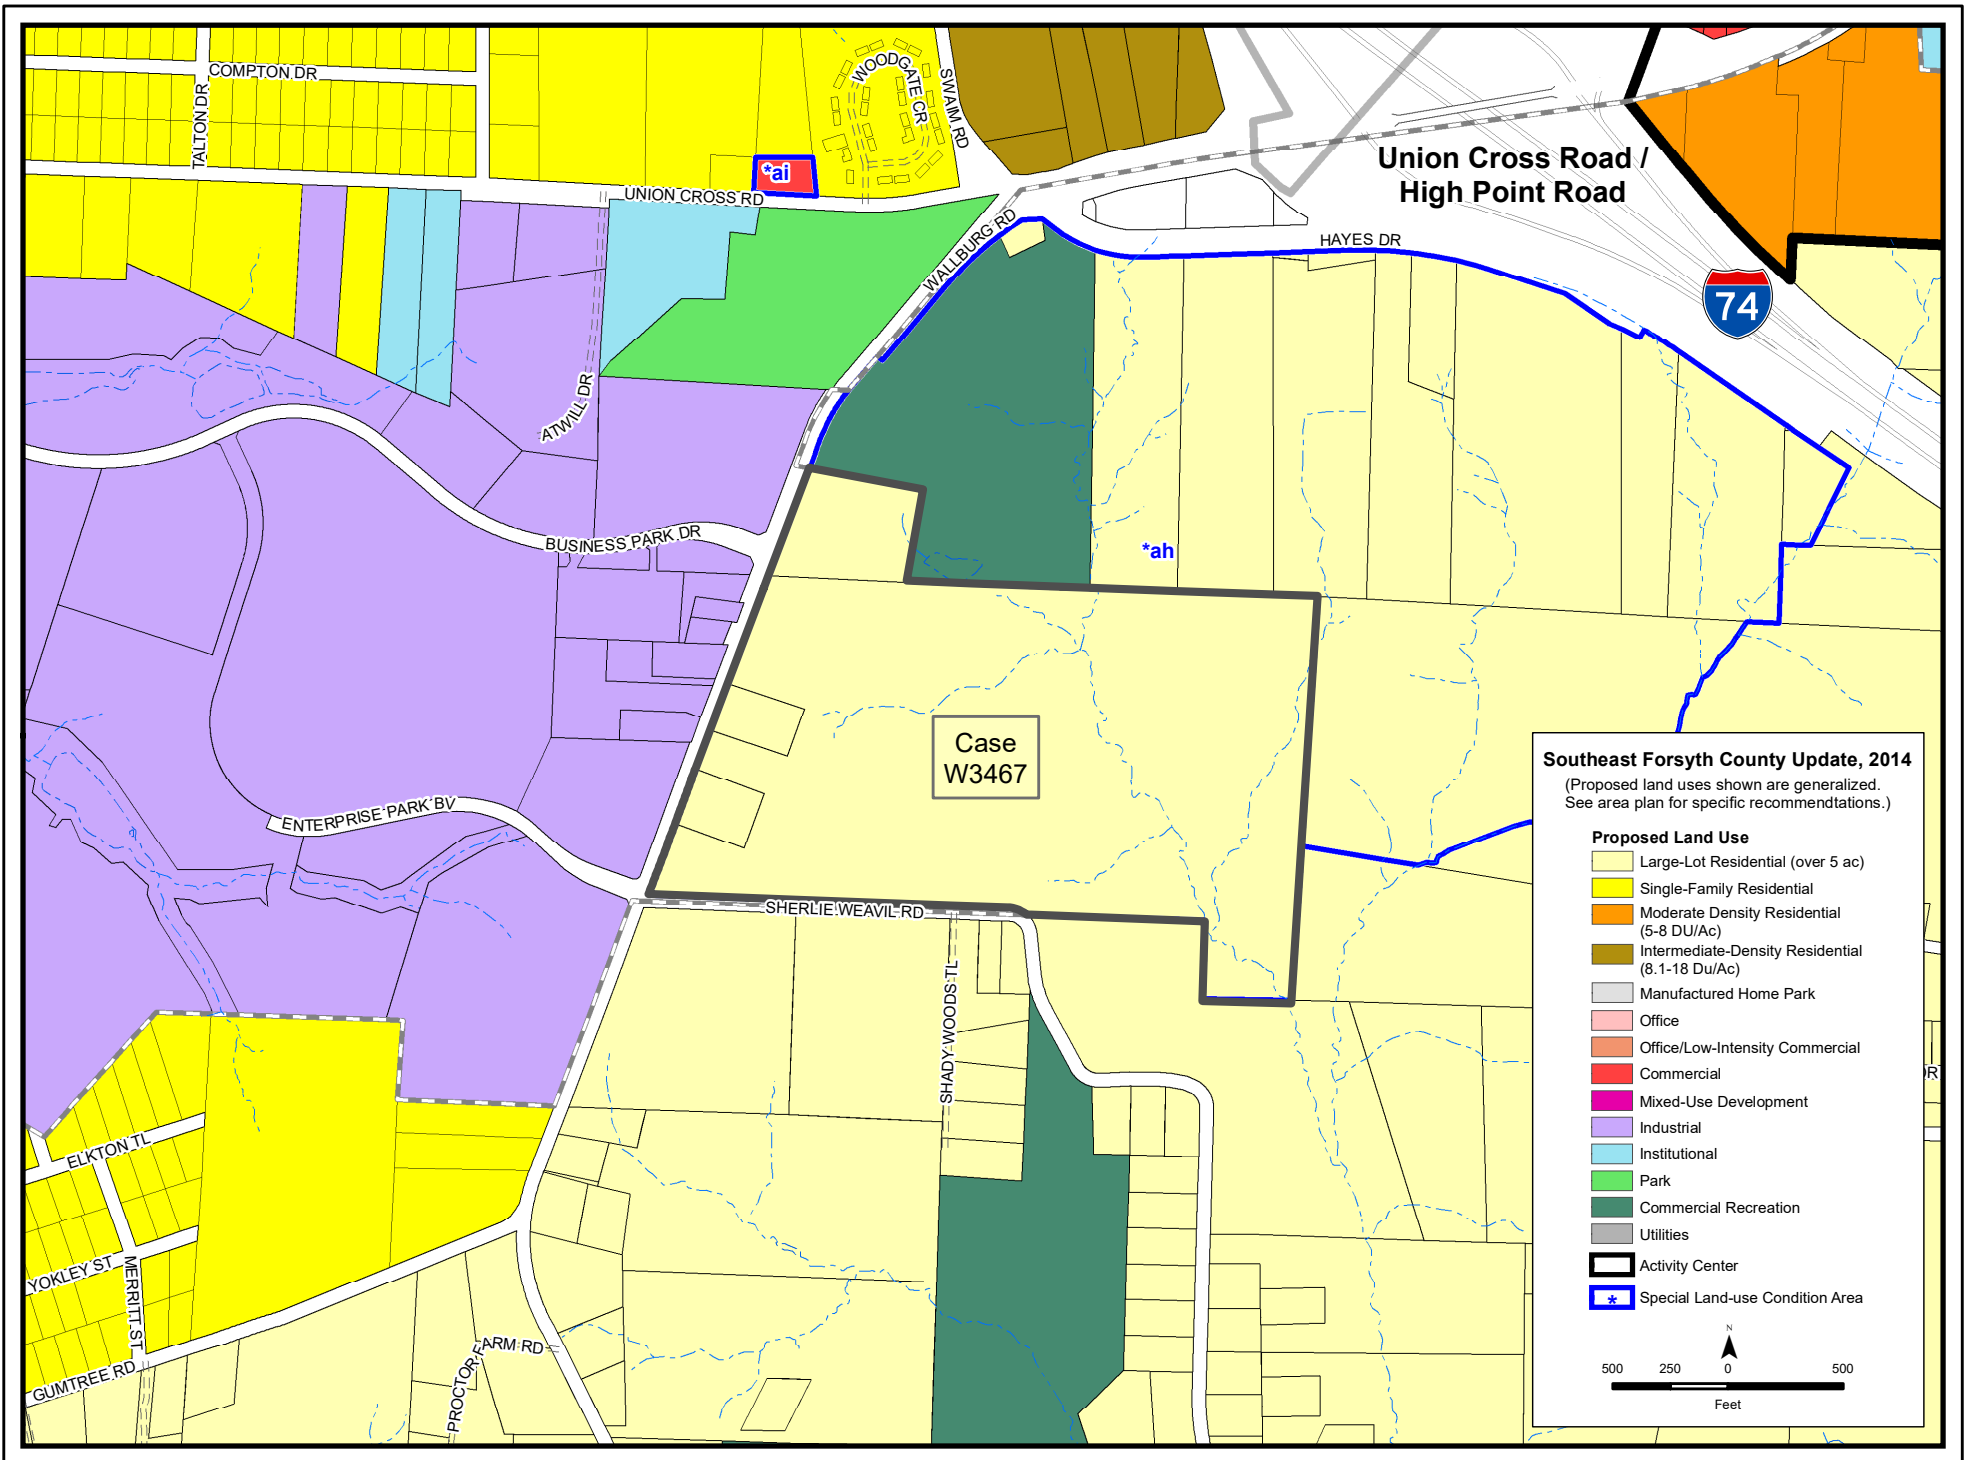 COMPTON DR
TALTON DR
WOODGATE CR
SWAIM RD
*ai
UNION CROSS RD
Union Cross Road /
High Point Road
WALLBURG RD
HAYES DR
74
ATWILL DR
BUSINESS PARK DR
*ah
Case
W3467
ENTERPRISE PARK BV
SHERLIE WEAVIL RD
SHADY WOODS TL
ELKTON TL
YOKLEY ST
MERRITT ST
GUMTREE RD
PROCTOR FARM RD
DR
Southeast Forsyth County Update, 2014
(Proposed land uses shown are generalized.
See area plan for specific recommendtations.)
Proposed Land Use
Large-Lot Residential (over 5 ac)
Single-Family Residential
Moderate Density Residential
(5-8 DU/Ac)
Intermediate-Density Residential
(8.1-18 Du/Ac)
Manufactured Home Park
Office
Office/Low-Intensity Commercial
Commercial
Mixed-Use Development
Industrial
Institutional
Park
Commercial Recreation
Utilities
Activity Center
* Special Land-use Condition Area
N
500 250 0 500
Feet